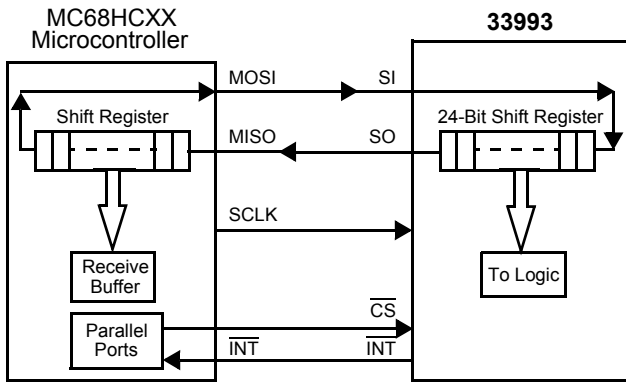 MC68HCXX
Microcontroller
33993
MOSI
SI
Shift Register
24-Bit Shift Register
MISO
SO
SCLK
Receive
Buffer
To Logic
CS
Parallel
Ports
INT
INT